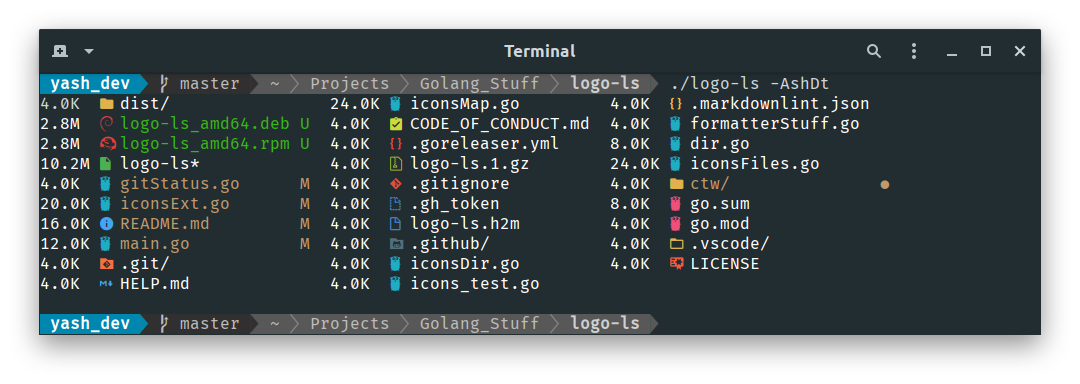 Terminal
yash_dev master ~ Projects Golang_Stuff logo-ls ./logo-ls -AshDt
4.0K dist/ 24.0K iconsMap.go 4.0K {} .markdownlint.json
2.8M logo-ls_amd64.deb U 4.0K CODE_OF_CONDUCT.md 4.0K formatterStuff.go
2.8M logo-ls_amd64.rpm U 4.0K {} .goreleaser.yml 8.0K dir.go
10.2M logo-ls* 4.0K logo-ls.1.gz 24.0K iconsFiles.go
4.0K gitStatus.go M 4.0K .gitignore 4.0K ctw/ ●
20.0K iconsExt.go M 4.0K .gh_token 8.0K go.sum
16.0K README.md M 4.0K logo-ls.h2m 4.0K go.mod
12.0K main.go M 4.0K .github/ 4.0K .vscode/
4.0K .git/ 4.0K iconsDir.go 4.0K LICENSE
4.0K M↓ HELP.md 4.0K icons_test.go
yash_dev master ~ Projects Golang_Stuff logo-ls